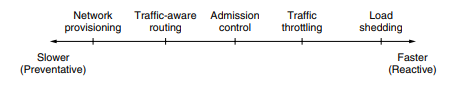 Network Traffic-aware Admission Traffic Load
provisioning routing control throttling shedding
Slower Faster
(Preventative) (Reactive)